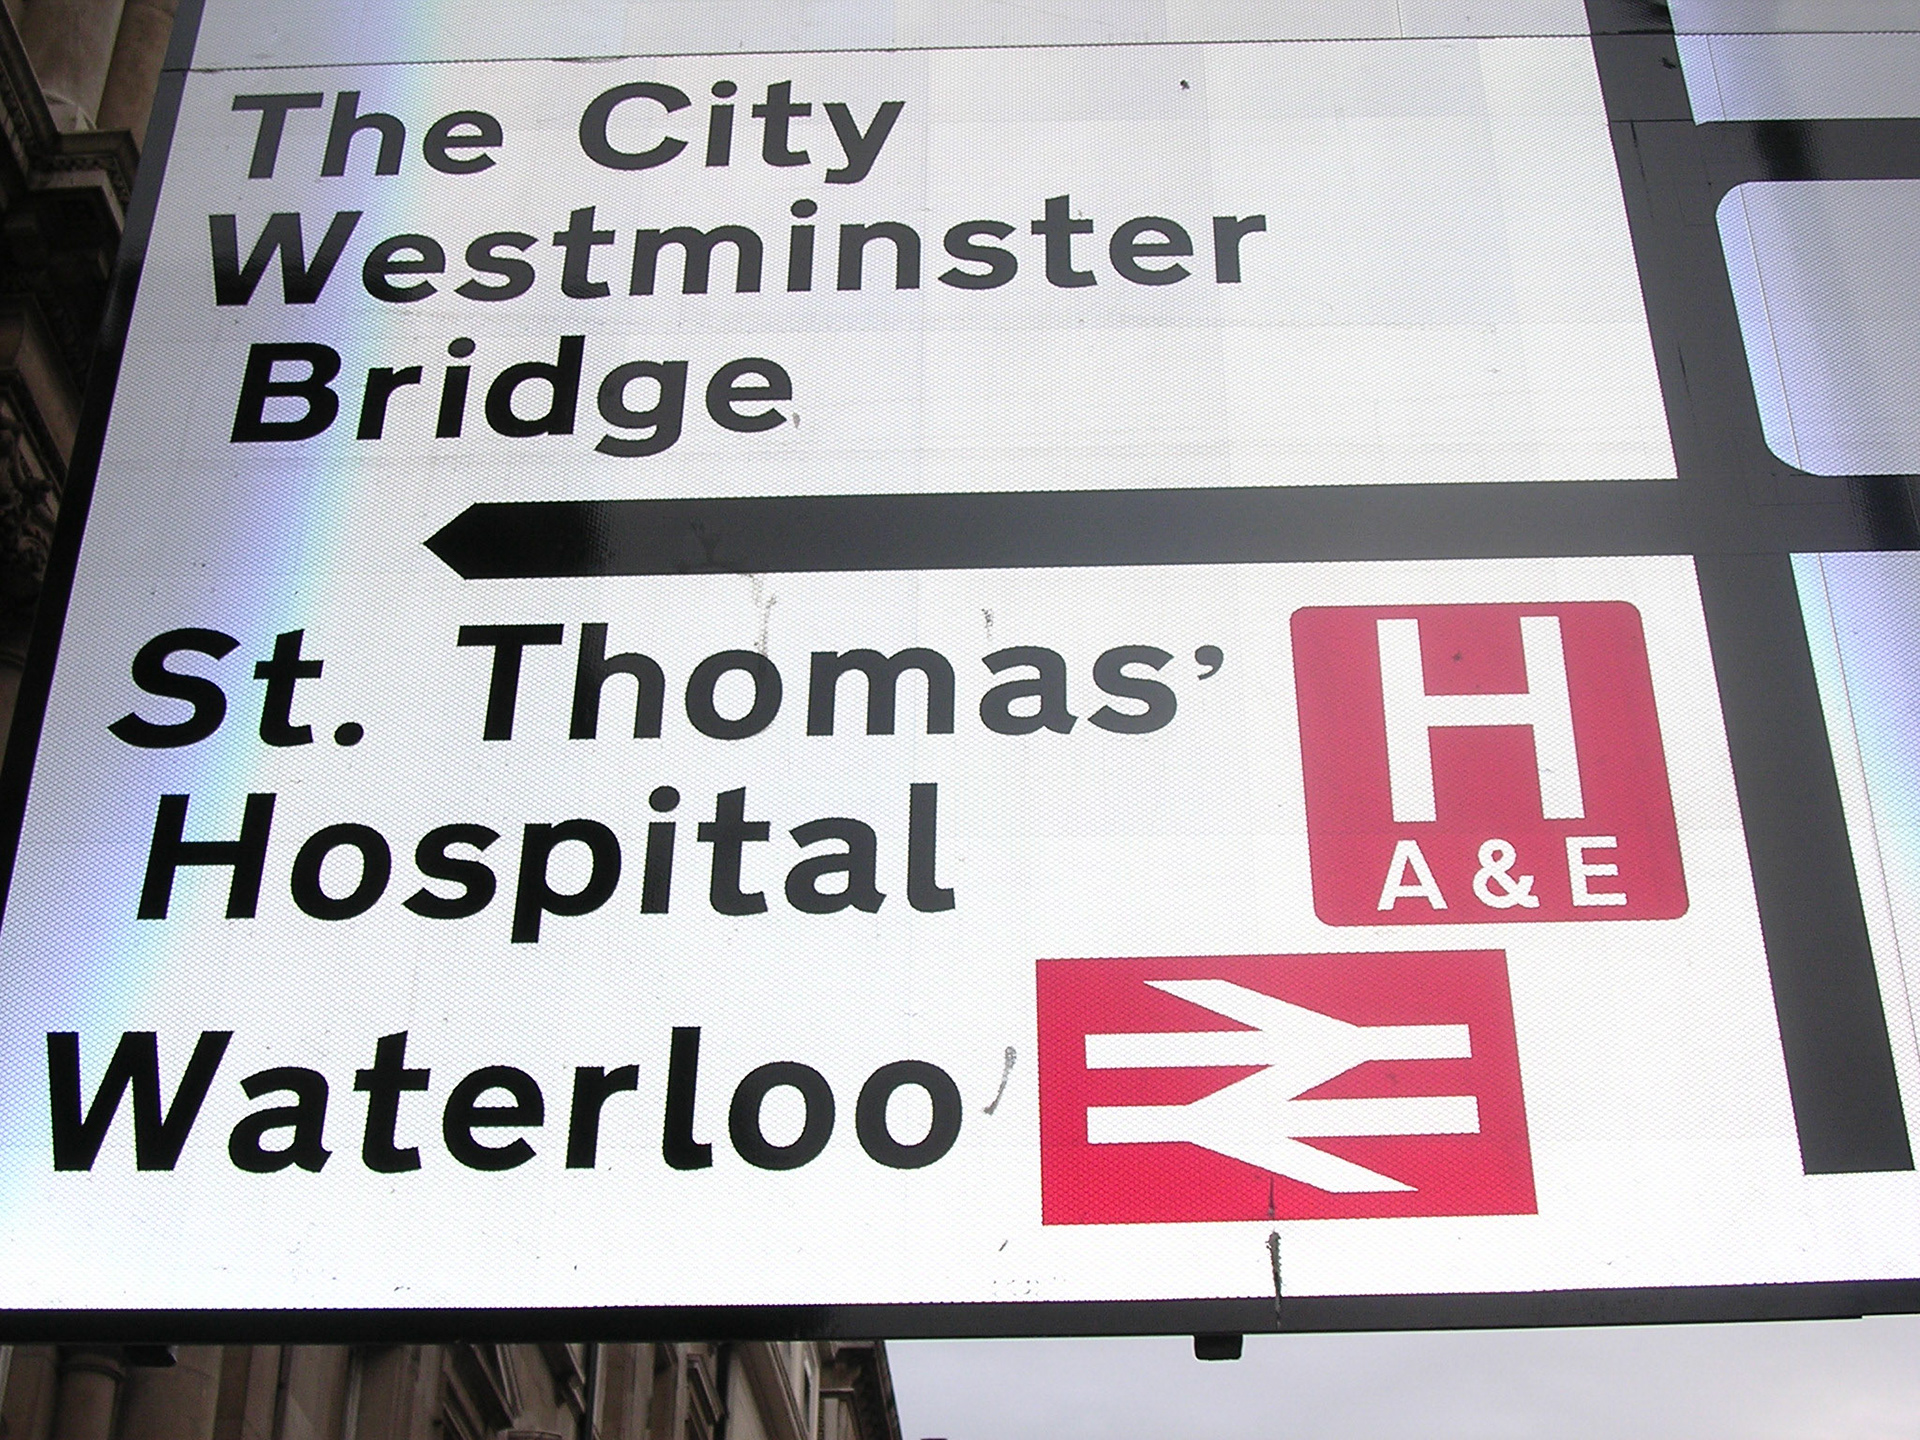 The City
Westminster
Bridge
St. Thomas’
Hospital
H
A & E
Waterloo